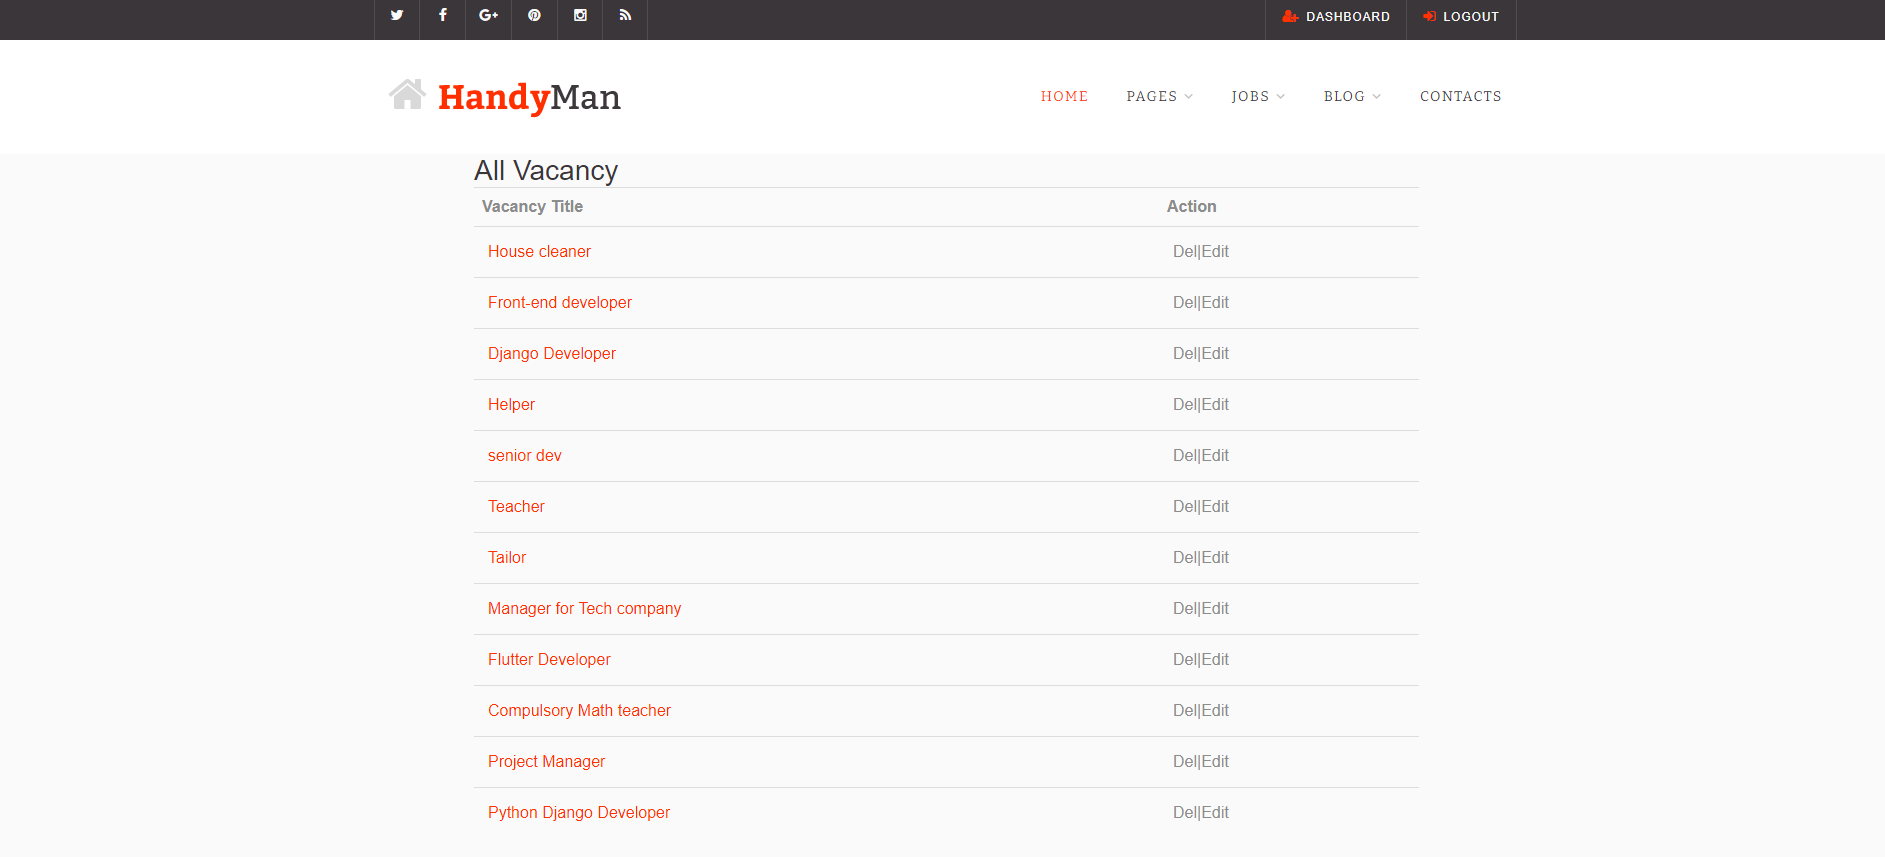 DASHBOARD LOGOUT
HandyMan
HOME PAGES JOBS BLOG CONTACTS
All Vacancy
Vacancy Title Action
House cleaner Del|Edit
Front-end developer Del|Edit
Django Developer Del|Edit
Helper Del|Edit
senior dev Del|Edit
Teacher Del|Edit
Tailor Del|Edit
Manager for Tech company Del|Edit
Flutter Developer Del|Edit
Compulsory Math teacher Del|Edit
Project Manager Del|Edit
Python Django Developer Del|Edit